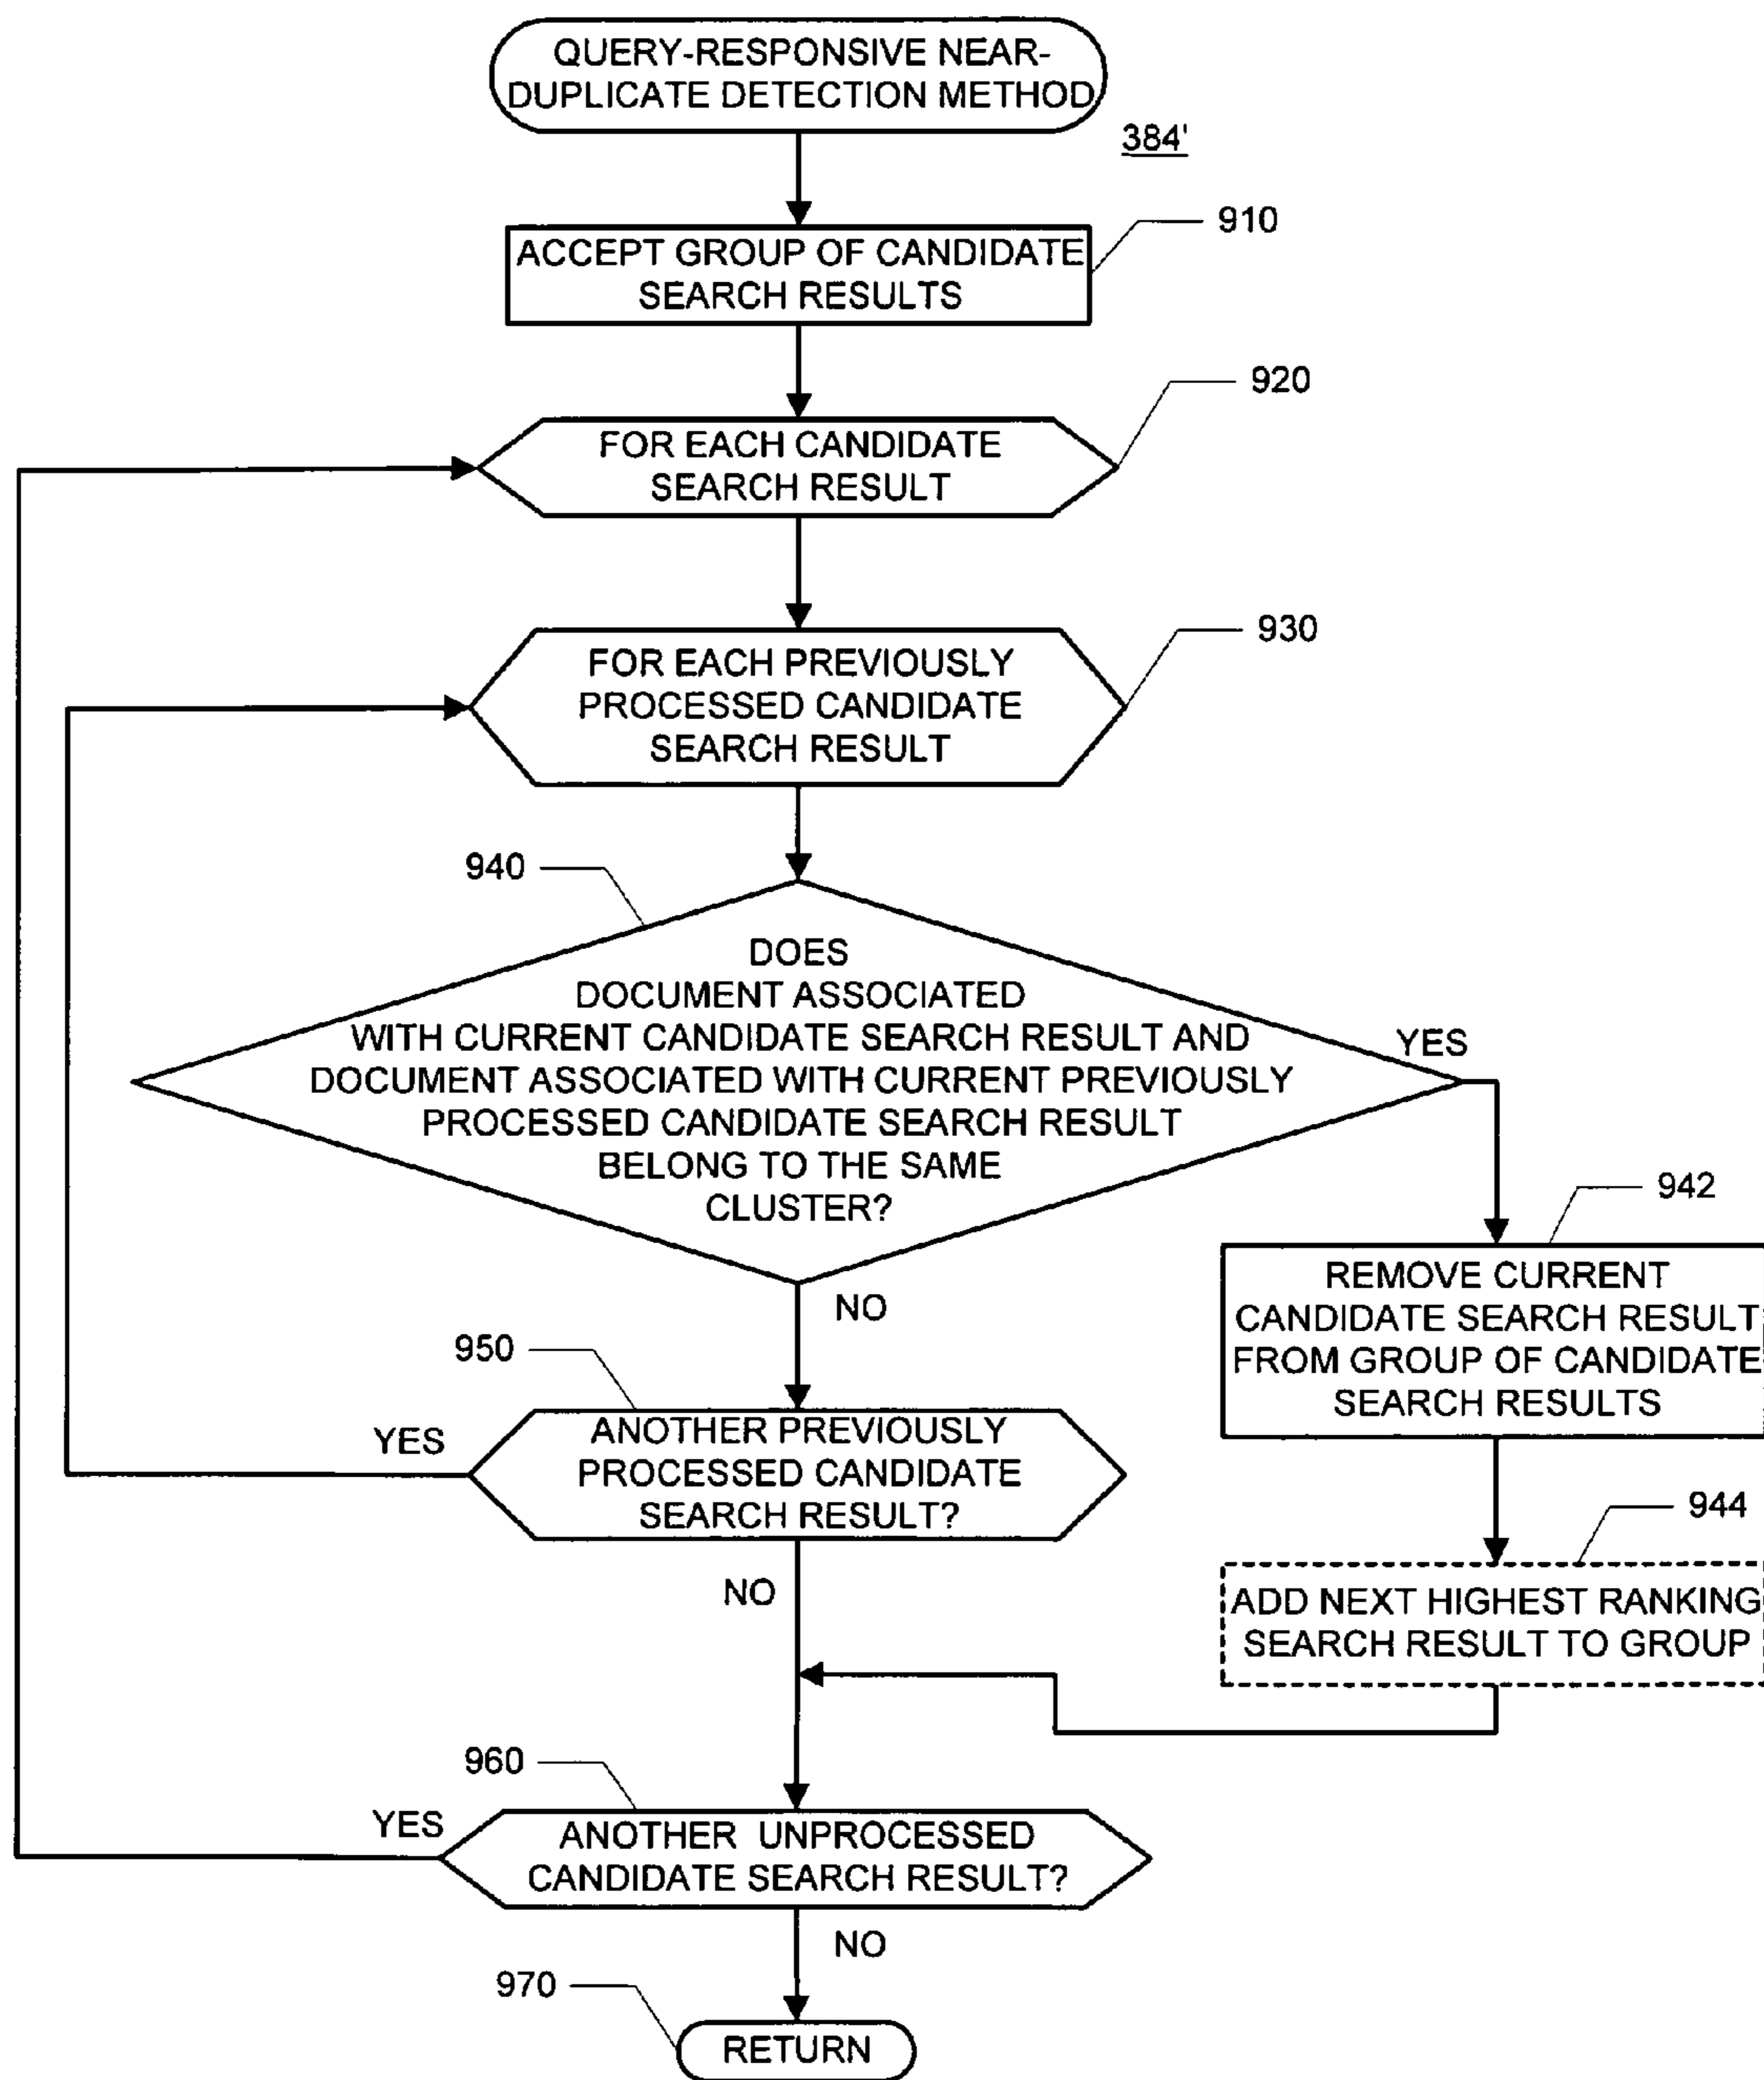 QUERY-RESPONSIVE NEAR-
DUPLICATE DETECTION METHOD
384'
910
ACCEPT GROUP OF CANDIDATE
SEARCH RESULTS
920
FOR EACH CANDIDATE
SEARCH RESULT
930
FOR EACH PREVIOUSLY
PROCESSED CANDIDATE
SEARCH RESULT
940
DOES
DOCUMENT ASSOCIATED
WITH CURRENT CANDIDATE SEARCH RESULT AND
DOCUMENT ASSOCIATED WITH CURRENT PREVIOUSLY
PROCESSED CANDIDATE SEARCH RESULT
BELONG TO THE SAME
CLUSTER?
YES
942
REMOVE CURRENT
CANDIDATE SEARCH RESULT
FROM GROUP OF CANDIDATE
SEARCH RESULTS
NO
950
YES
ANOTHER PREVIOUSLY
PROCESSED CANDIDATE
SEARCH RESULT?
944
ADD NEXT HIGHEST RANKING
SEARCH RESULT TO GROUP
NO
960
YES
ANOTHER UNPROCESSED
CANDIDATE SEARCH RESULT?
NO
970
RETURN